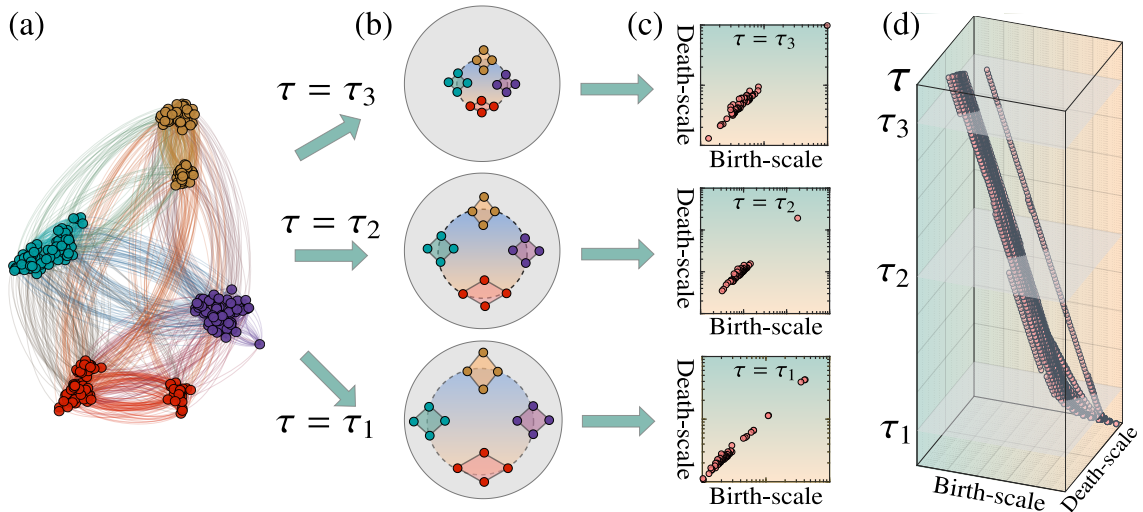 (a)
(b)
(c)
(d)
τ = τ₃
τ = τ₂
τ = τ₁
Death-scale
τ = τ₃
Birth-scale
Death-scale
τ = τ₂
Birth-scale
Death-scale
τ = τ₁
Birth-scale
τ
τ₃
τ₂
τ₁
Birth-scale
Death-scale